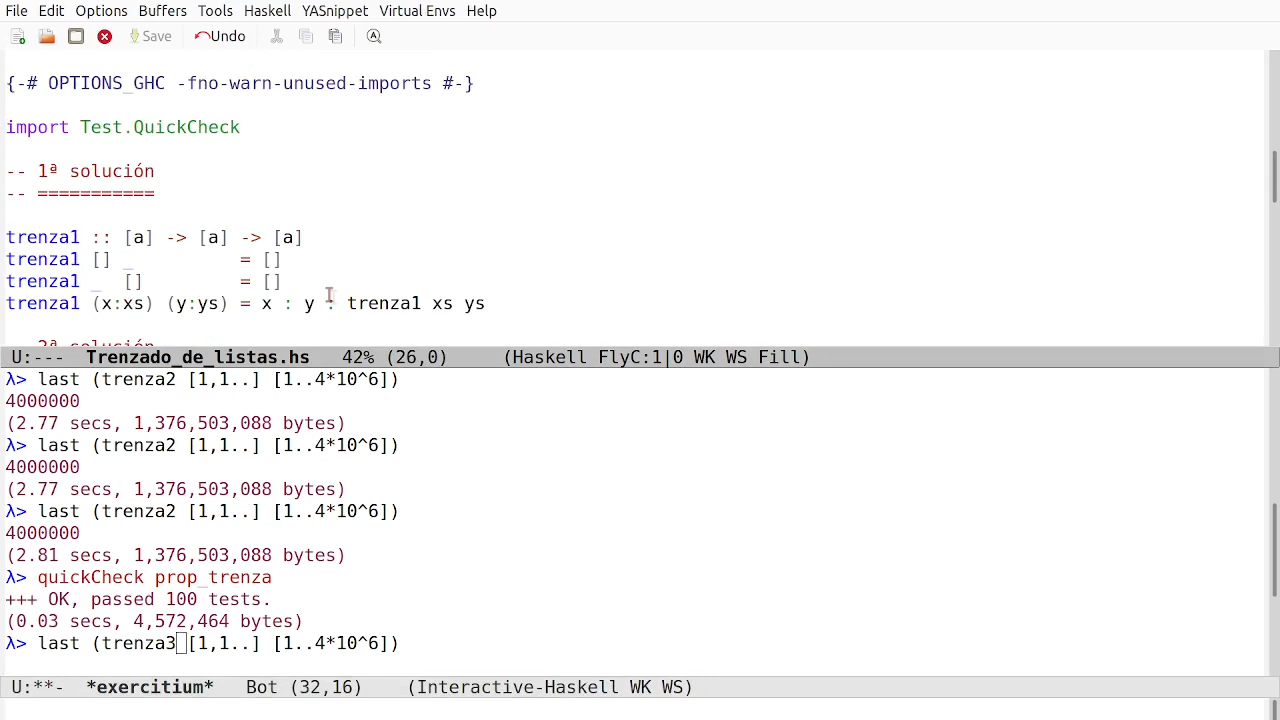 File Edit Options Buffers Tools Haskell YASnippet Virtual Envs Help
Save Undo
{-# OPTIONS_GHC -fno-warn-unused-imports #-}
import Test.QuickCheck
-- 1ª solución
-- ===========
trenza1 :: [a] -> [a] -> [a]
trenza1 [] _ = []
trenza1 _ [] = []
trenza1 (x:xs) (y:ys) = x : y : trenza1 xs ys
-- 2ª solución
U:--- Trenzado_de_listas.hs 42% (26,0) (Haskell FlyC:1|0 WK WS Fill)
λ> last (trenza2 [1,1..] [1..4*10^6])
4000000
(2.77 secs, 1,376,503,088 bytes)
λ> last (trenza2 [1,1..] [1..4*10^6])
4000000
(2.77 secs, 1,376,503,088 bytes)
λ> last (trenza2 [1,1..] [1..4*10^6])
4000000
(2.81 secs, 1,376,503,088 bytes)
λ> quickCheck prop_trenza
+++ OK, passed 100 tests.
(0.03 secs, 4,572,464 bytes)
λ> last (trenza3 [1,1..] [1..4*10^6])
U:**- *exercitium* Bot (32,16) (Interactive-Haskell WK WS)